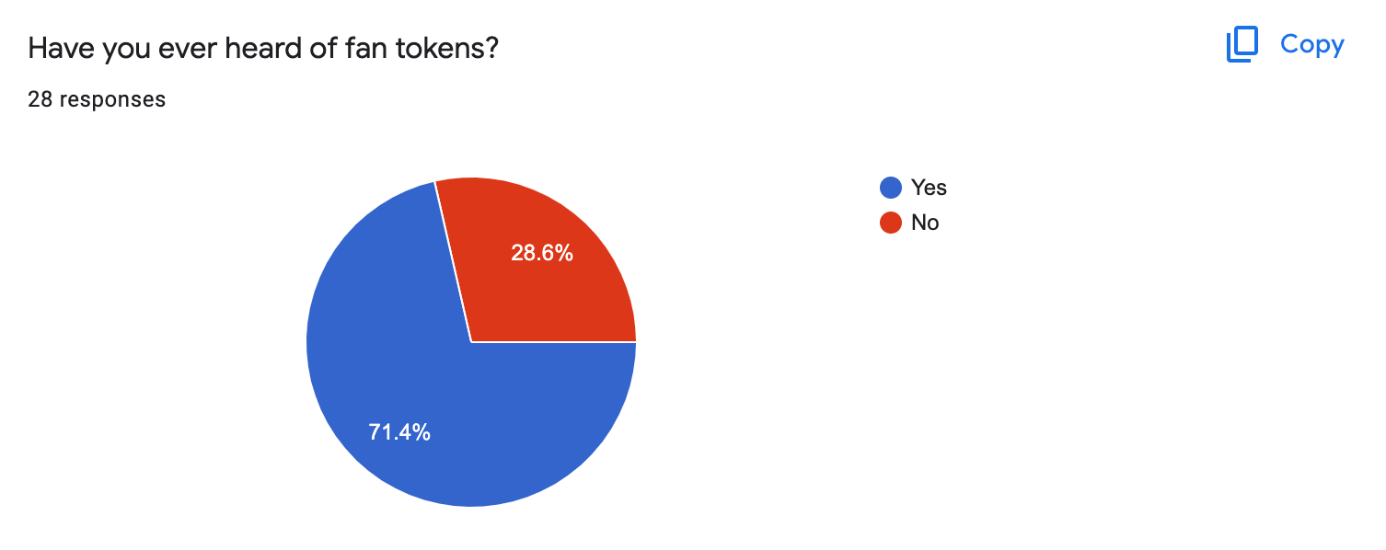 Have you ever heard of fan tokens?
Copy
28 responses
Yes
No
28.6%
71.4%